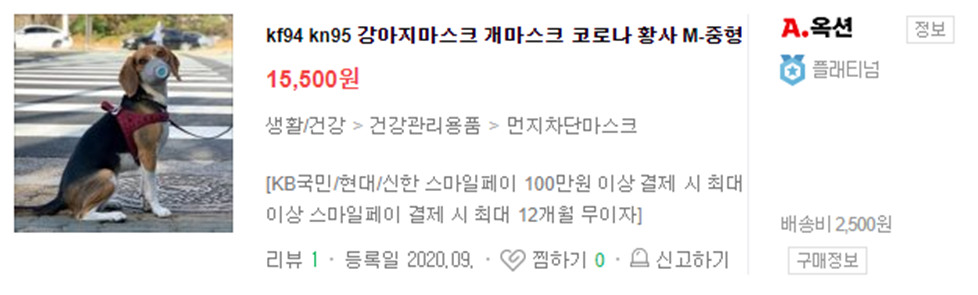 kf94 kn95 강아지마스크 개마스크 코로나 황사 M-중형
15,500원
생활/건강 > 건강관리용품 > 먼지차단마스크
[KB국민/현대/신한 스마일페이 100만원 이상 결제 시 최대
이상 스마일페이 결제 시 최대 12개월 무이자]
리뷰 1 · 등록일 2020.09. · 찜하기 0 · 신고하기
A.옥션
정보
플래티넘
배송비 2,500원
구매정보